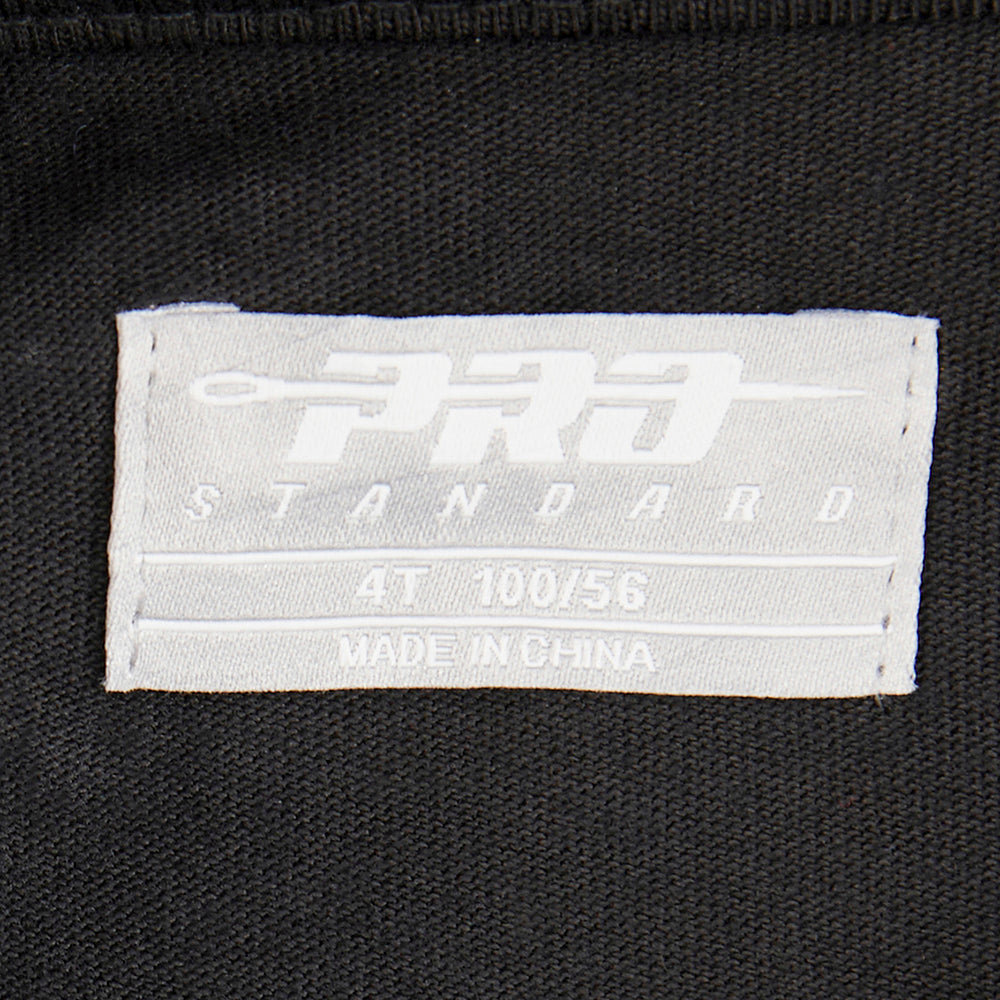 PRO
STANDARD
4T 100/56
MADE IN CHINA